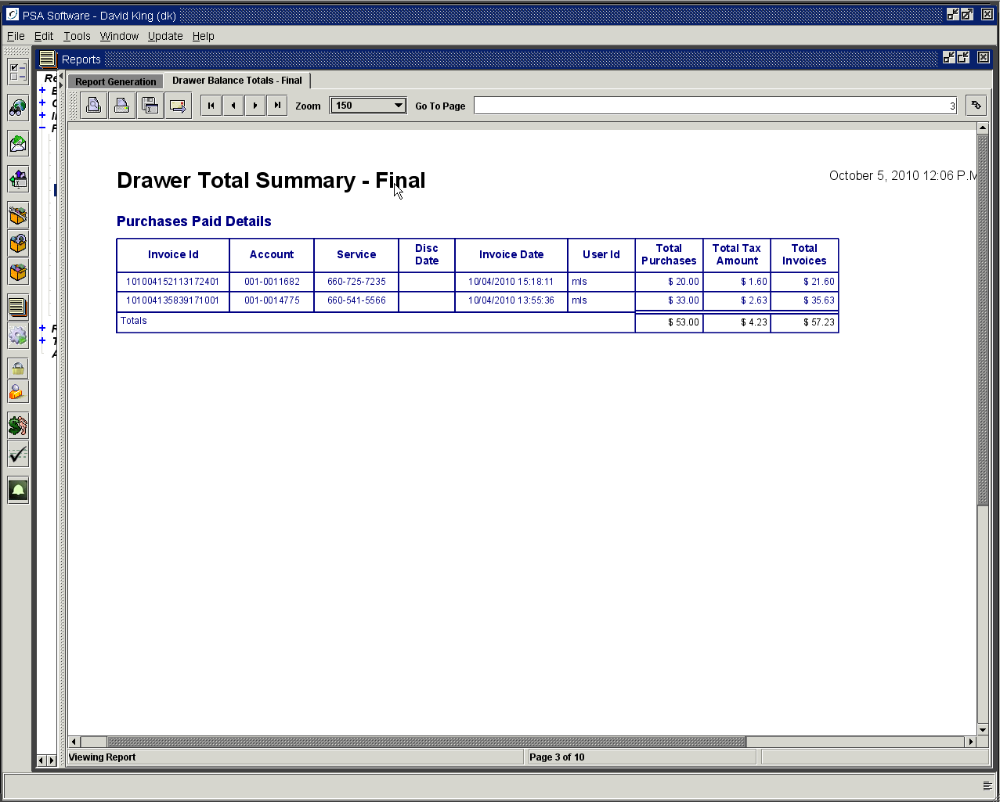 PSA Software - David King (dk)
File Edit Tools Window Update Help
Reports
Report Generation Drawer Balance Totals - Final
Zoom 150 Go To Page 3
Drawer Total Summary - Final
October 5, 2010 12:06 P.M
Purchases Paid Details
Invoice Id Account Service Disc Date Invoice Date User Id Total Purchases Total Tax Amount Total Invoices
101004152113172401 001-0011682 660-725-7235 10/04/2010 15:18:11 mls $ 20.00 $ 1.60 $ 21.60
101004135839171001 001-0014775 660-541-5566 10/04/2010 13:55:36 mls $ 33.00 $ 2.63 $ 35.63
Totals $ 53.00 $ 4.23 $ 57.23
Viewing Report Page 3 of 10